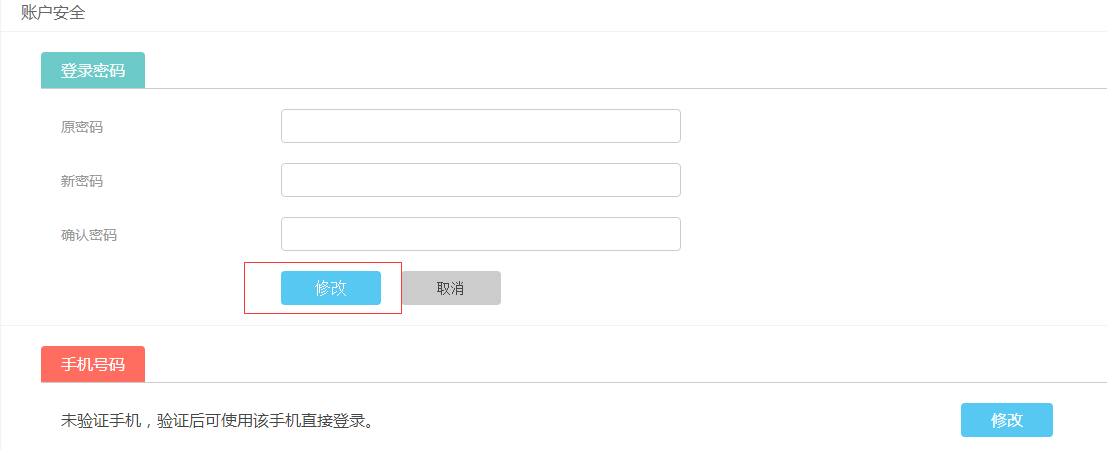 账户安全
登录密码
原密码
新密码
确认密码
修改 取消
手机号码
未验证手机，验证后可使用该手机直接登录。 修改